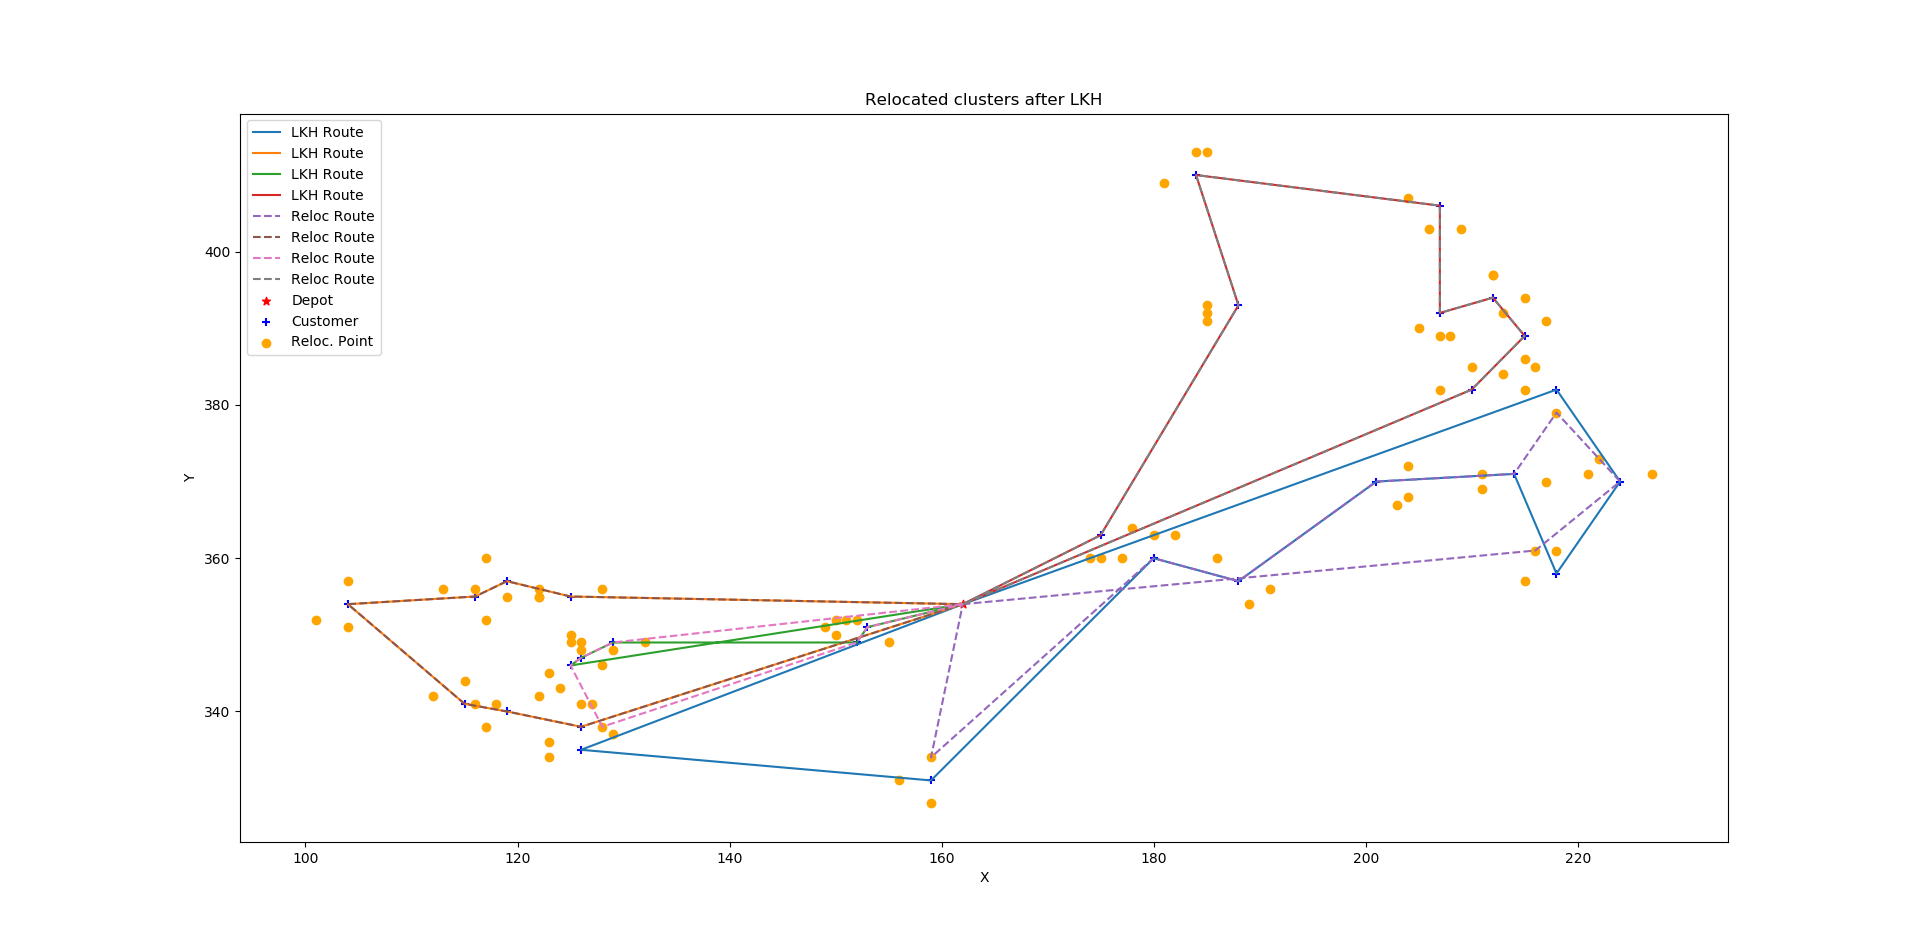 Relocated clusters after LKH
LKH Route
LKH Route
LKH Route
LKH Route
Reloc Route
Reloc Route
Reloc Route
Reloc Route
Depot
Customer
Reloc. Point
400
380
360
340
Y
100 120 140 160 180 200 220
X